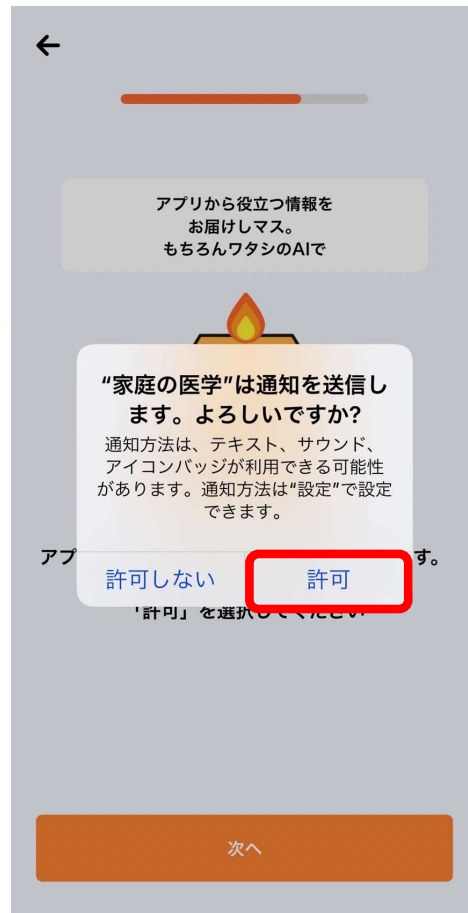 アプリから役立つ情報を
お届けしマス。
もちろんワタシのAIで
“家庭の医学”は通知を送信し
ます。よろしいですか?
通知方法は、テキスト、サウンド、
アイコンバッジが利用できる可能性
があります。通知方法は“設定”で設定
できます。
アプ す。
許可しない 許可
「許可」を選択してください
次へ